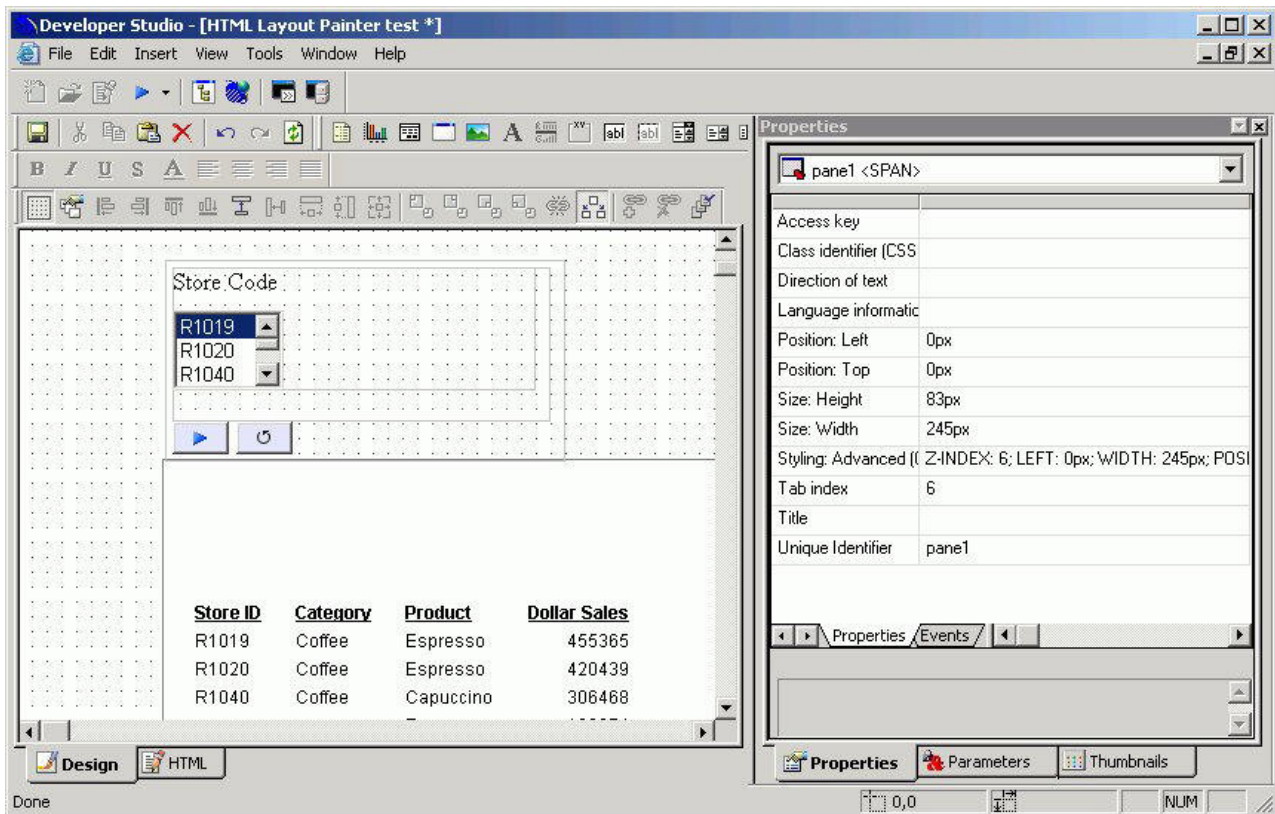 Developer Studio - [HTML Layout Painter test *]
File Edit Insert View Tools Window Help
B I U S A
Properties
pane1 <SPAN>
Access key
Class identifier (CSS
Direction of text
Language informatic
Position: Left 0px
Position: Top 0px
Size: Height 83px
Size: Width 245px
Styling: Advanced (( Z-INDEX: 6; LEFT: 0px; WIDTH: 245px; POSI
Tab index 6
Title
Unique Identifier pane1
Properties Events
Store Code
R1019
R1020
R1040
Store ID Category Product Dollar Sales
R1019 Coffee Espresso 455365
R1020 Coffee Espresso 420439
R1040 Coffee Capuccino 306468
Design HTML
Properties Parameters Thumbnails
Done 0,0 NUM